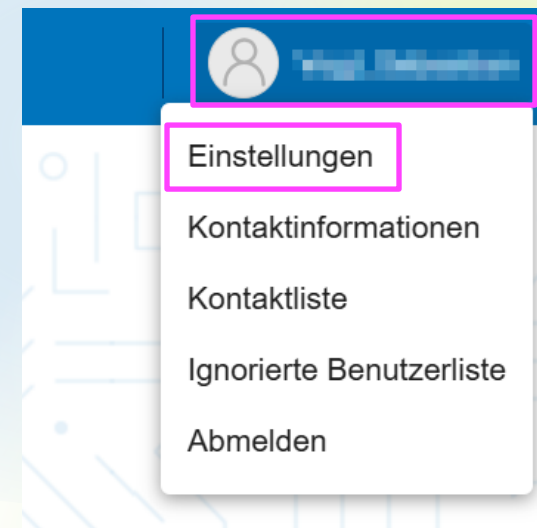 Einstellungen
Kontaktinformationen
Kontaktliste
Ignorierte Benutzerliste
Abmelden